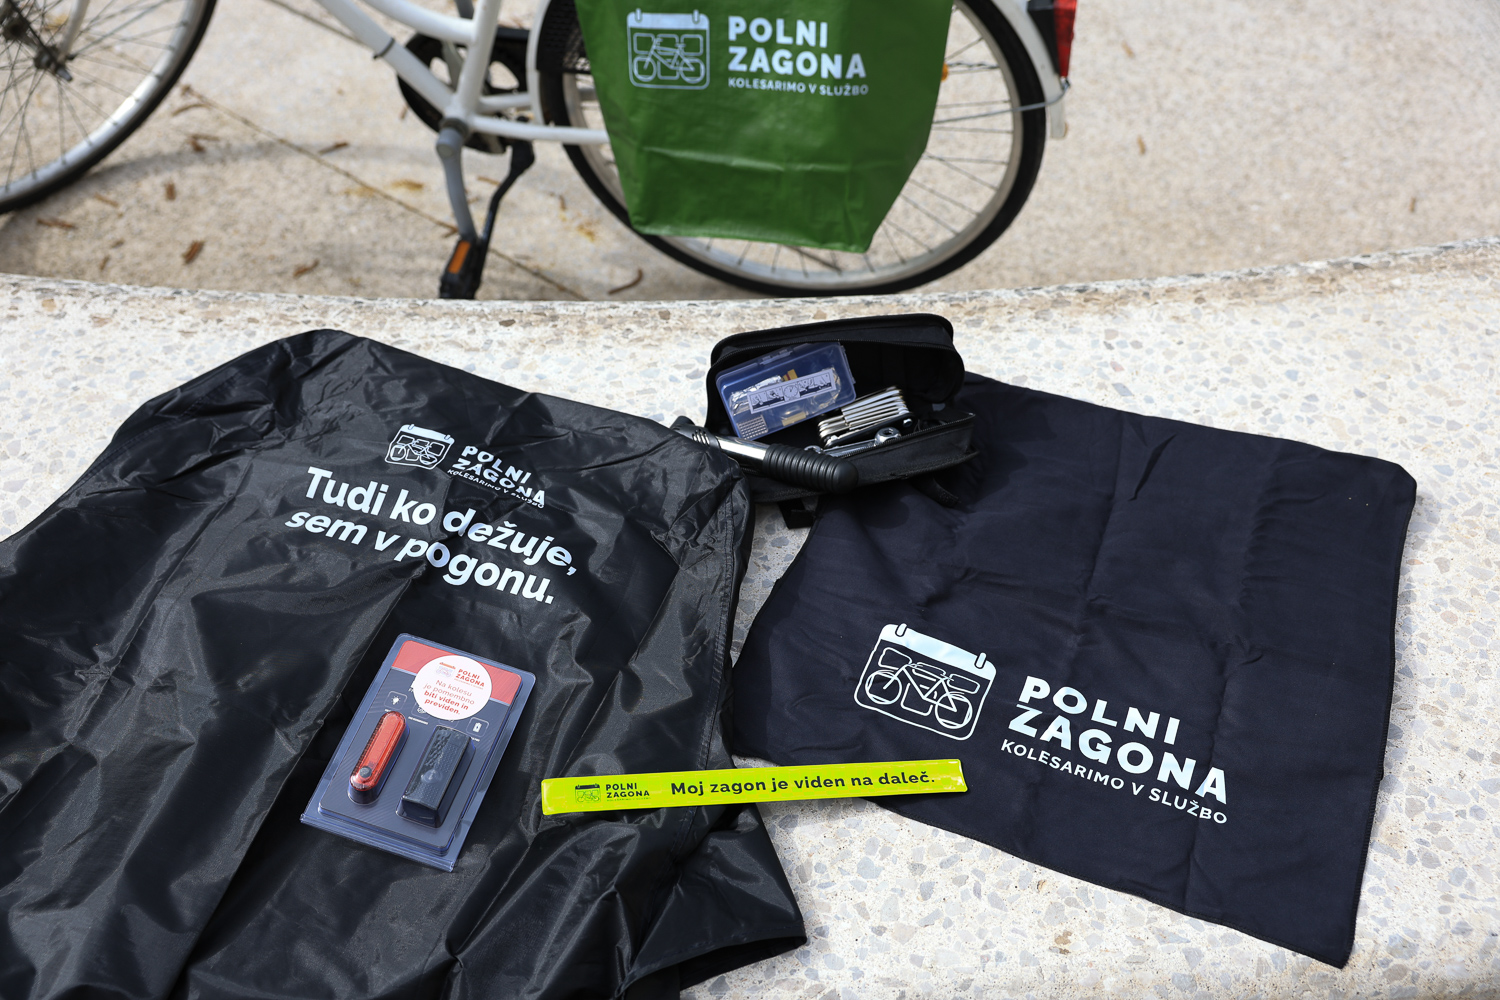 POLNI
ZAGONA
KOLESARIMO V SLUŽBO
POLNI
ZAGONA
KOLESARIMO V SLUŽBO
Tudi ko dežuje,
sem v pogonu.
POLNI
ZAGONA
Na kolesu
je pomembno
biti viden in
previden.
POLNI
ZAGONA
Moj zagon je viden na daleč.
POLNI
ZAGONA
KOLESARIMO V SLUŽBO